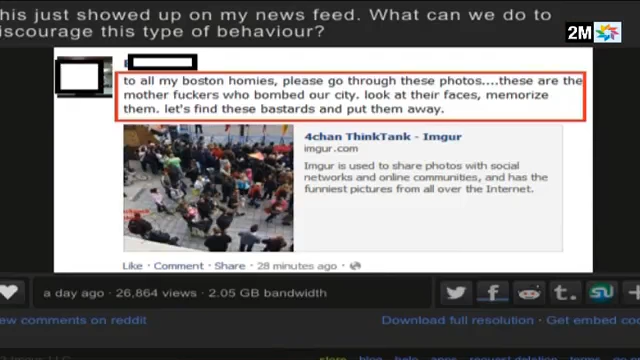 his just showed up on my news feed. What can we do to
iscourage this type of behaviour?
2M
to all my boston homies, please go through these photos....these are the
mother fuckers who bombed our city. look at their faces, memorize
them. let's find these bastards and put them away.
4chan ThinkTank - Imgur
imgur.com
Imgur is used to share photos with social
networks and online communities, and has the
funniest pictures from all over the Internet.
Like · Comment · Share · 28 minutes ago ·
a day ago · 26,864 views · 2.05 GB bandwidth
ew comments on reddit
Download full resolution · Get embed coo